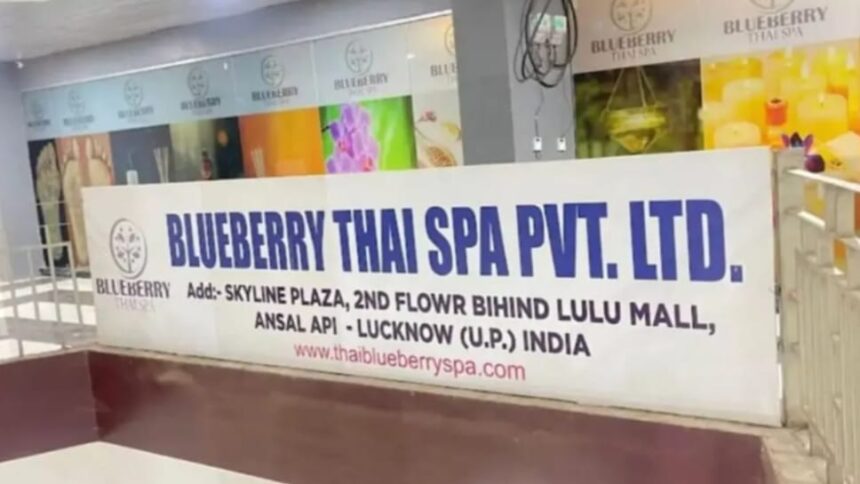 BLUEBERRY
THAI SPA
BLUEBERRY
THAI SPA
BLUEBERRY
BLUEBERRY THAI SPA PVT. LTD.
BLUEBERRY
THAI SPA
Add:- SKYLINE PLAZA, 2ND FLOWR BIHIND LULU MALL,
ANSAL API - LUCKNOW (U.P.) INDIA
www.thaiblueberryspa.com